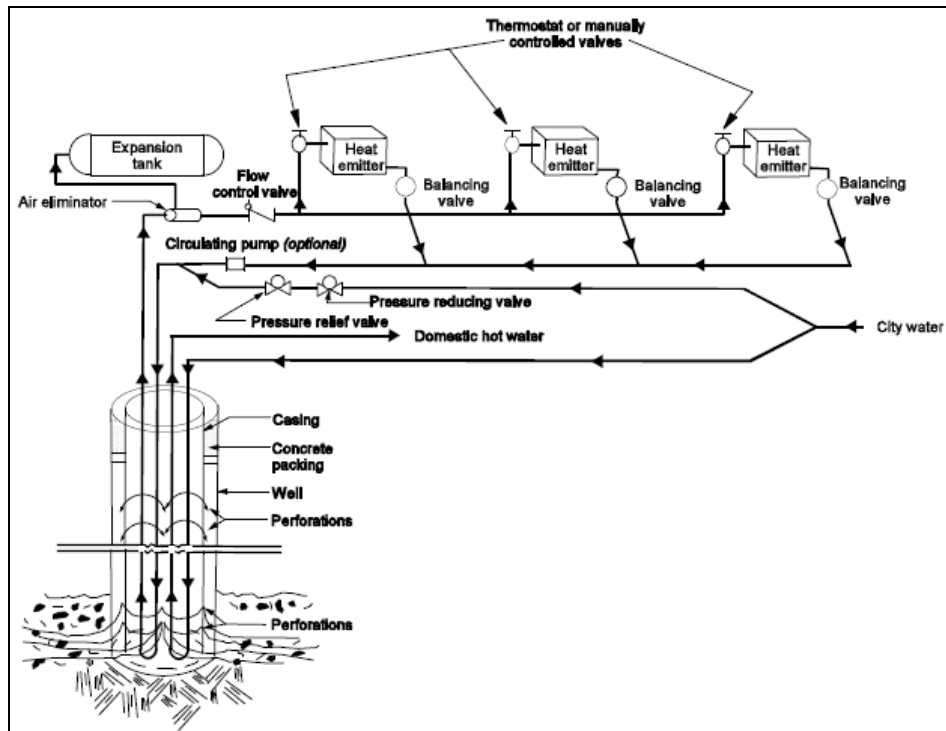 Thermostat or manually
controlled valves
Expansion
tank
Heat
emitter
Heat
emitter
Heat
emitter
Flow
control valve
Balancing
valve
Balancing
valve
Balancing
valve
Air eliminator
Circulating pump (optional)
Pressure reducing valve
Pressure relief valve
City water
Domestic hot water
Casing
Concrete
packing
Well
Perforations
Perforations